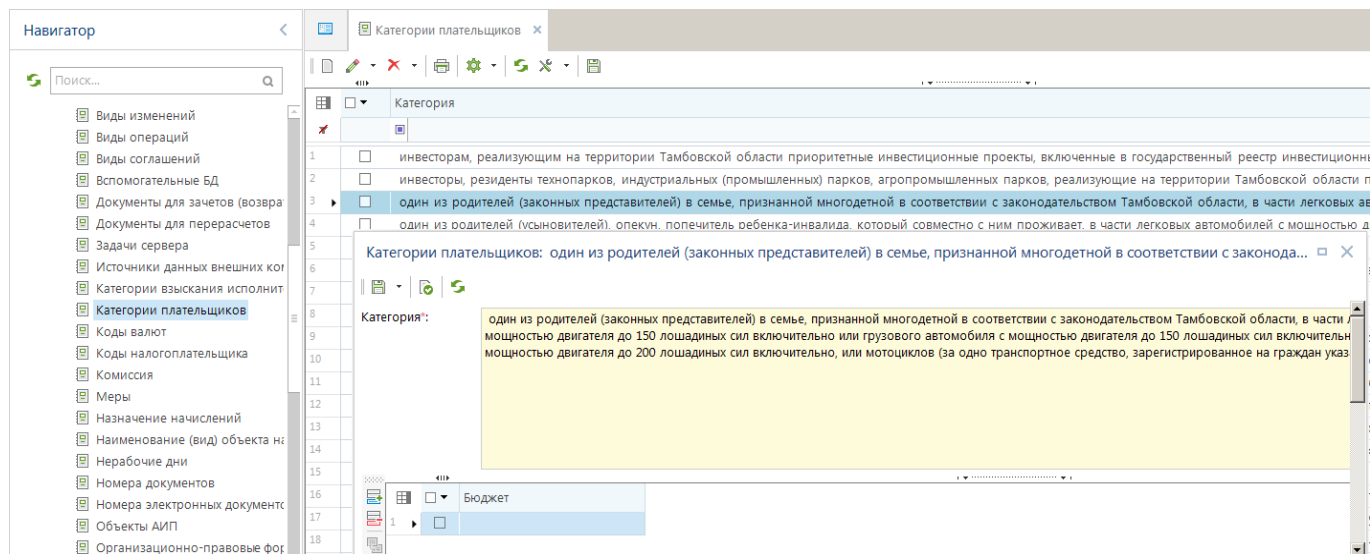 Навигатор
Поиск...
Виды изменений
Виды операций
Виды соглашений
Вспомогательные БД
Документы для зачетов (возвра
Документы для перерасчетов
Задачи сервера
Источники данных внешних
Категории взыскания исполнит
Категории плательщиков
Коды валют
Коды налогоплательщика
Комиссия
Меры
Назначение начислений
Наименование (вид) объекта
Нерабочие дни
Номера документов
Номера электронных документо
Объекты АИП
Организационно-правовые фор
Категории плательщиков
Категория
1 инвесторам, реализующим на территории Тамбовской области приоритетные инвестиционные проекты, включенные в государственный реестр инвестиционн
2 инвесторы, резиденты технопарков, индустриальных (промышленных) парков, агропромышленных парков, реализующие на территории Тамбовской области п
3 один из родителей (законных представителей) в семье, признанной многодетной в соответствии с законодательством Тамбовской области, в части легковых ав
4 один из родителей (усыновителей), опекун, попечитель ребенка-инвалида, который совместно с ним проживает, в части легковых автомобилей с мощностью д
5
6
7
8
9
10
11
12
13
14
15
16
17
18
Категории плательщиков: один из родителей (законных представителей) в семье, признанной многодетной в соответствии с законода...
Категория*:
один из родителей (законных представителей) в семье, признанной многодетной в соответствии с законодательством Тамбовской области, в части
мощностью двигателя до 150 лошадиных сил включительно или грузового автомобиля с мощностью двигателя до 150 лошадиных сил включительн
мощностью двигателя до 200 лошадиных сил включительно, или мотоциклов (за одно транспортное средство, зарегистрированное на граждан указ
Бюджет
1